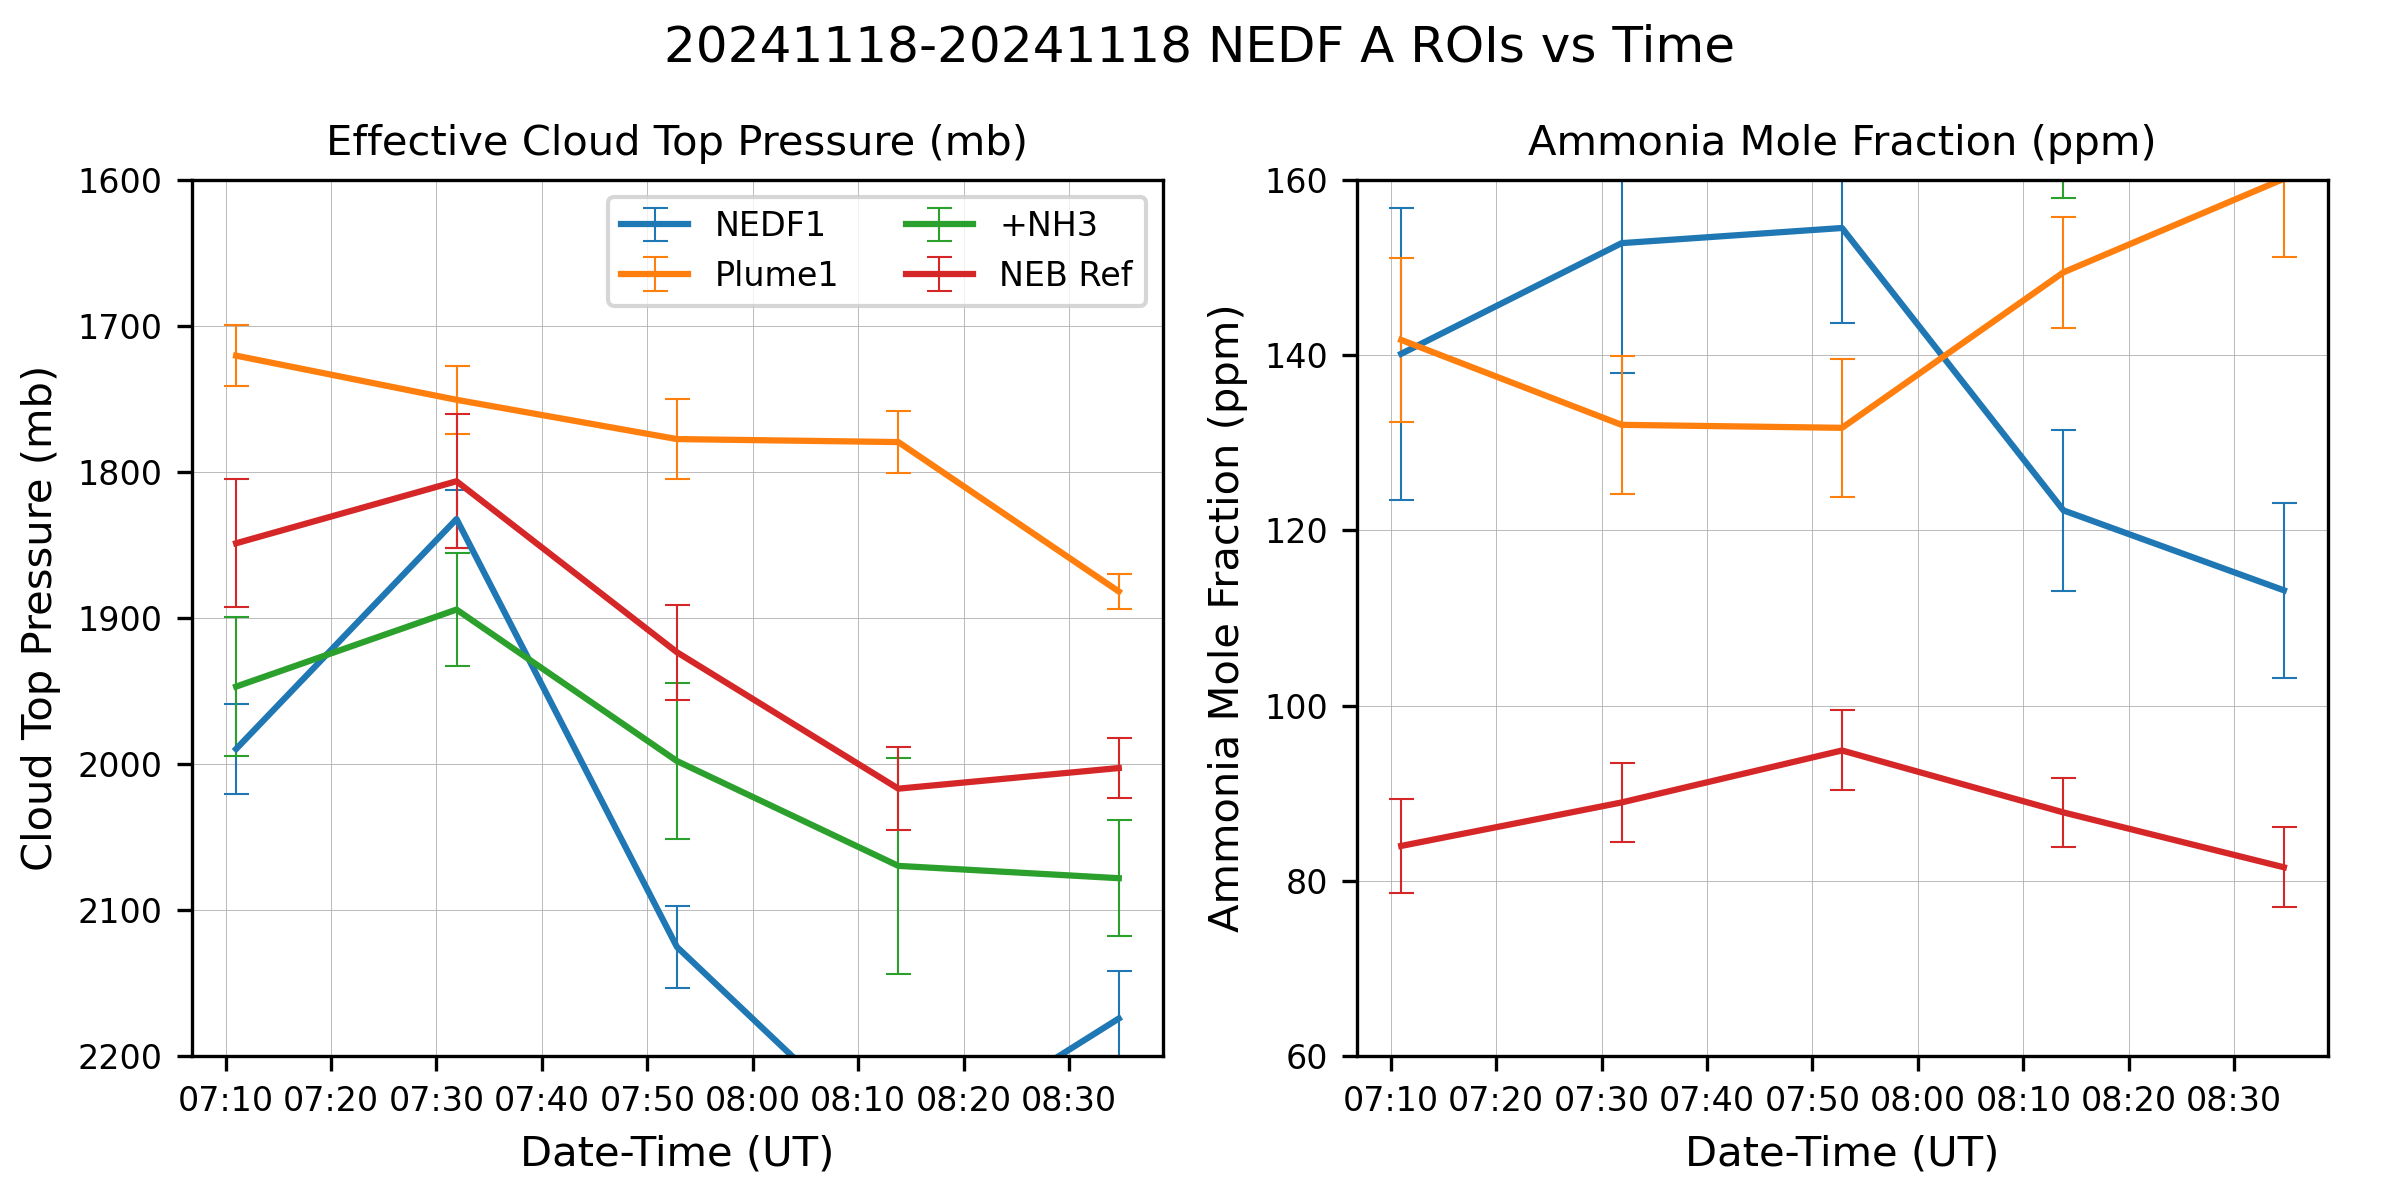 20241118-20241118 NEDF A ROIs vs Time
Effective Cloud Top Pressure (mb)
Cloud Top Pressure (mb)
1600
1700
1800
1900
2000
2100
2200
NEDF1 +NH3
Plume1 NEB Ref
07:10 07:20 07:30 07:40 07:50 08:00 08:10 08:20 08:30
Date-Time (UT)
Ammonia Mole Fraction (ppm)
Ammonia Mole Fraction (ppm)
160
140
120
100
80
60
07:10 07:20 07:30 07:40 07:50 08:00 08:10 08:20 08:30
Date-Time (UT)